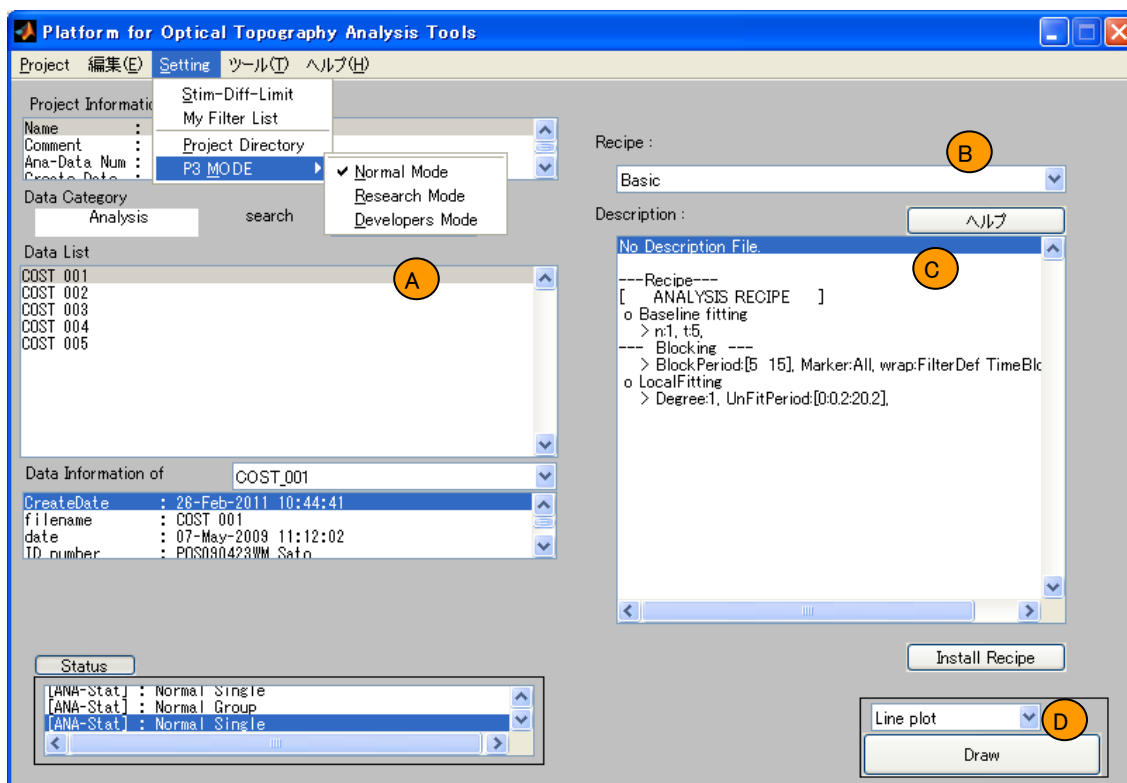 Platform for Optical Topography Analysis Tools
Project 編集(E) Setting ツール(T) ヘルプ(H)
Stim-Diff-Limit
My Filter List
Project Directory
P3 MODE
Normal Mode
Research Mode
Developers Mode
Project Informatio
Name :
Comment :
Ana-Data Num :
Create Date :
Data Category
Analysis
search
Data List
COST 001
COST 002
COST 003
COST 004
COST 005
A
Data Information of
COST_001
CreateDate : 26-Feb-2011 10:44:41
filename : COST 001
date : 07-May-2009 11:12:02
ID number : POS090423WM Sato
Status
[ANA-Stat] : Normal Single
[ANA-Stat] : Normal Group
[ANA-Stat] : Normal Single
Recipe :
B
Basic
Description :
ヘルプ
C
No Description File.
---Recipe---
[ ANALYSIS RECIPE ]
o Baseline fitting
> n:1, t:5,
--- Blocking ---
> BlockPeriod:[5 15], Marker:All, wrap:FilterDef TimeBlo
o LocalFitting
> Degree:1, UnFitPeriod:[0:0.2:20.2],
Install Recipe
Line plot
D
Draw